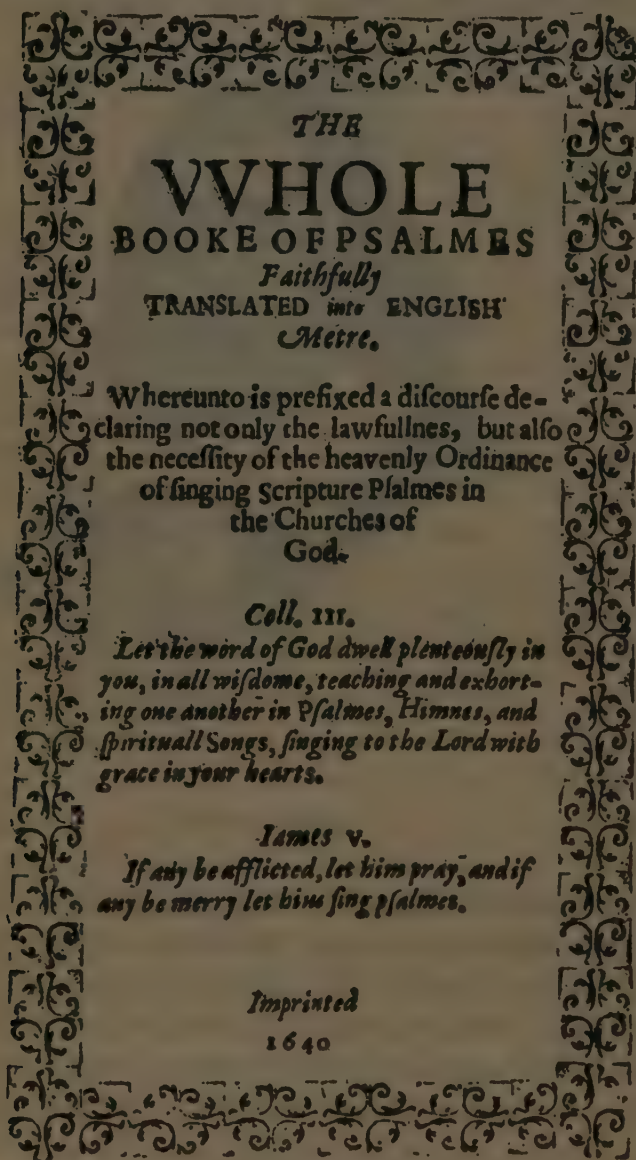 THE
VVHOLE
BOOKE OF PSALMES
Faithfully
TRANSLATED into ENGLISH
Metre.
Whereunto is prefixed a diſcourſe de-
claring not only the lawfullnes, but alſo
the neceſſity of the heavenly Ordinance
of ſinging Scripture Pſalmes in
the Churches of
God.
Coll. III.
Let the word of God dwell plenteouſly in
you, in all wiſdome, teaching and exhort-
ing one another in Pſalmes, Himnes, and
ſpirituall Songs, ſinging to the Lord with
grace in your hearts.
Iames V.
If any be afflicted, let him pray, and if
any be merry let him ſing pſalmes.
Imprinted
1640